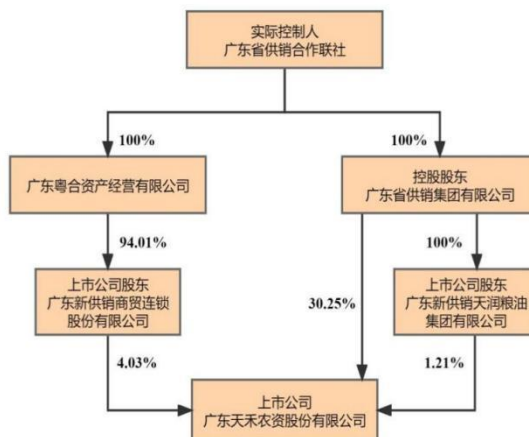 实际控制人
广东省供销合作联社
100%
100%
广东粤合资产经营有限公司
控股股东
广东省供销集团有限公司
94.01%
100%
上市公司股东
广东新供销商贸连锁
股份有限公司
30.25%
上市公司股东
广东新供销天润粮油
集团有限公司
4.03%
1.21%
上市公司
广东天禾农资股份有限公司